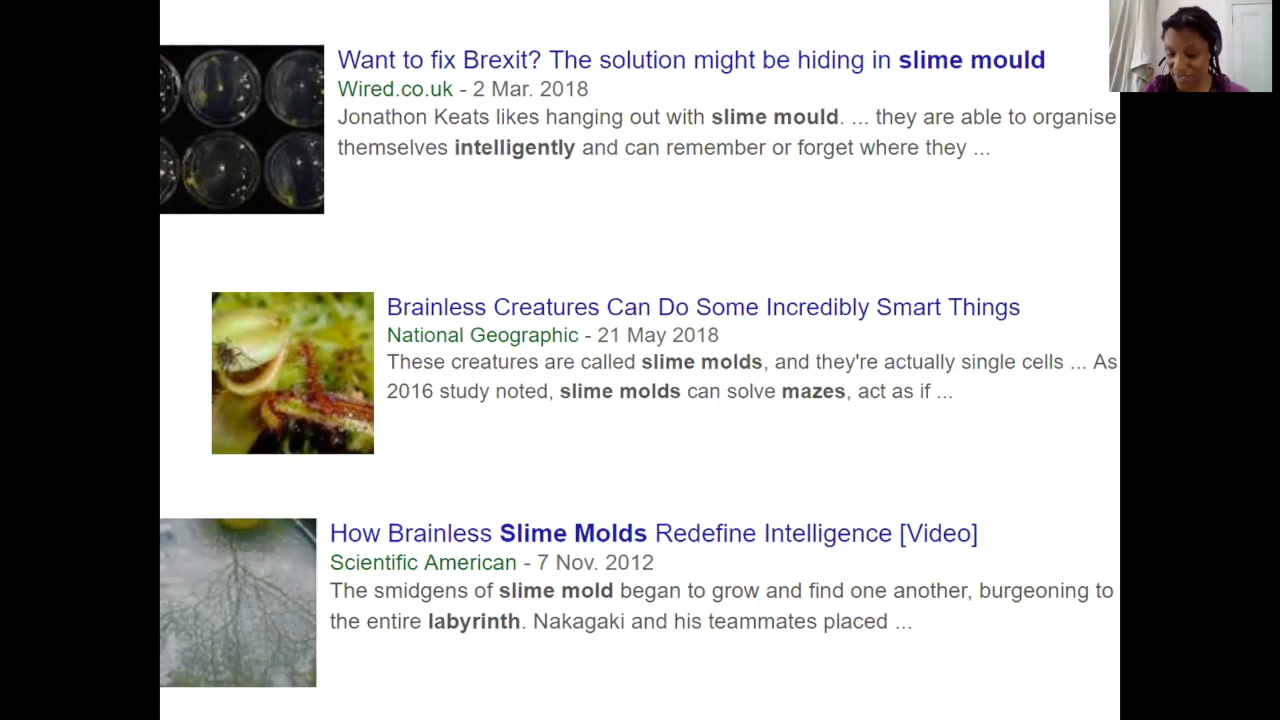 Want to fix Brexit? The solution might be hiding in slime mould
Wired.co.uk - 2 Mar. 2018
Jonathon Keats likes hanging out with slime mould. ... they are able to organise
themselves intelligently and can remember or forget where they ...
Brainless Creatures Can Do Some Incredibly Smart Things
National Geographic - 21 May 2018
These creatures are called slime molds, and they're actually single cells ... As
2016 study noted, slime molds can solve mazes, act as if ...
How Brainless Slime Molds Redefine Intelligence [Video]
Scientific American - 7 Nov. 2012
The smidgens of slime mold began to grow and find one another, burgeoning to
the entire labyrinth. Nakagaki and his teammates placed ...